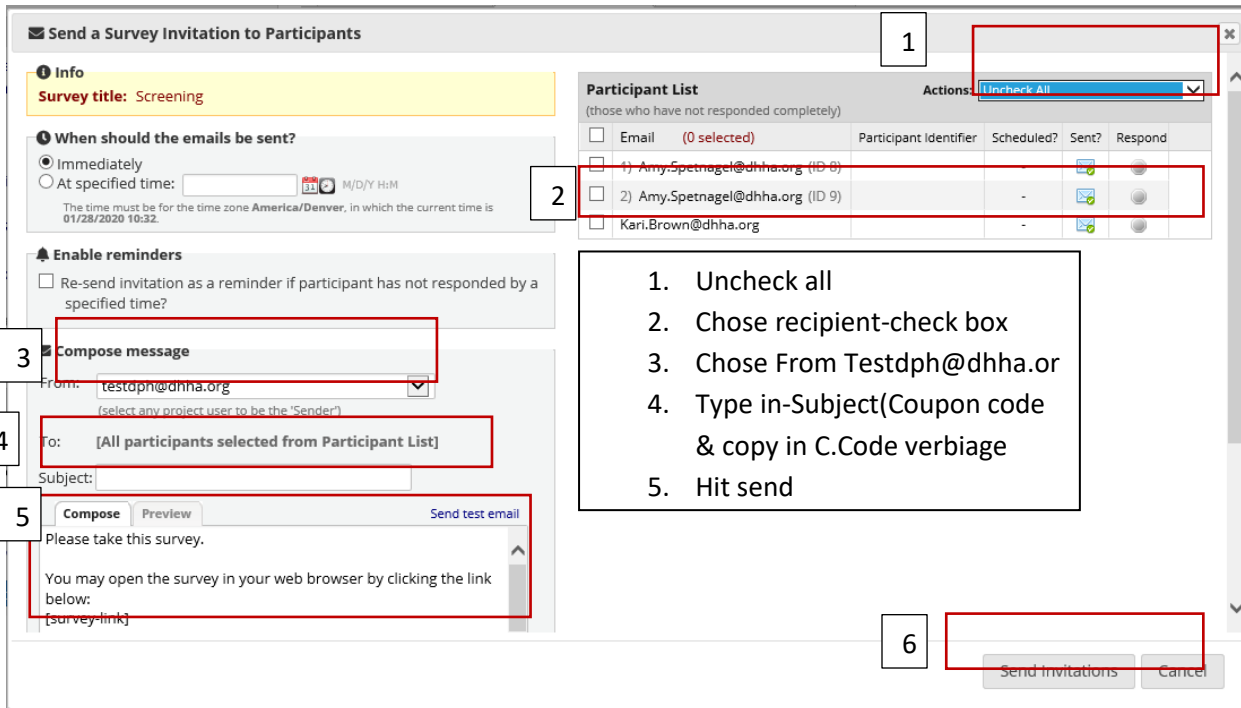 Send a Survey Invitation to Participants
1
Info
Survey title: Screening
When should the emails be sent?
Immediately
At specified time: 31 M/D/Y H:M
The time must be for the time zone America/Denver, in which the current time is
01/28/2020 10:32.
Enable reminders
Re-send invitation as a reminder if participant has not responded by a
specified time?
3
Compose message
From: testdph@dhha.org
(select any project user to be the 'Sender')
4
To: [All participants selected from Participant List]
Subject:
5
Compose Preview Send test email
Please take this survey.
You may open the survey in your web browser by clicking the link
below:
[survey-link]
Participant List Actions: Uncheck All
(those who have not responded completely)
Email (0 selected) Participant Identifier Scheduled? Sent? Respond
1) Amy.Spetnagel@dhha.org (ID 8) -
2
2) Amy.Spetnagel@dhha.org (ID 9) -
Kari.Brown@dhha.org -
1. Uncheck all
2. Chose recipient-check box
3. Chose From Testdph@dhha.or
4. Type in-Subject(Coupon code
& copy in C.Code verbiage
5. Hit send
6
Send Invitations Cancel